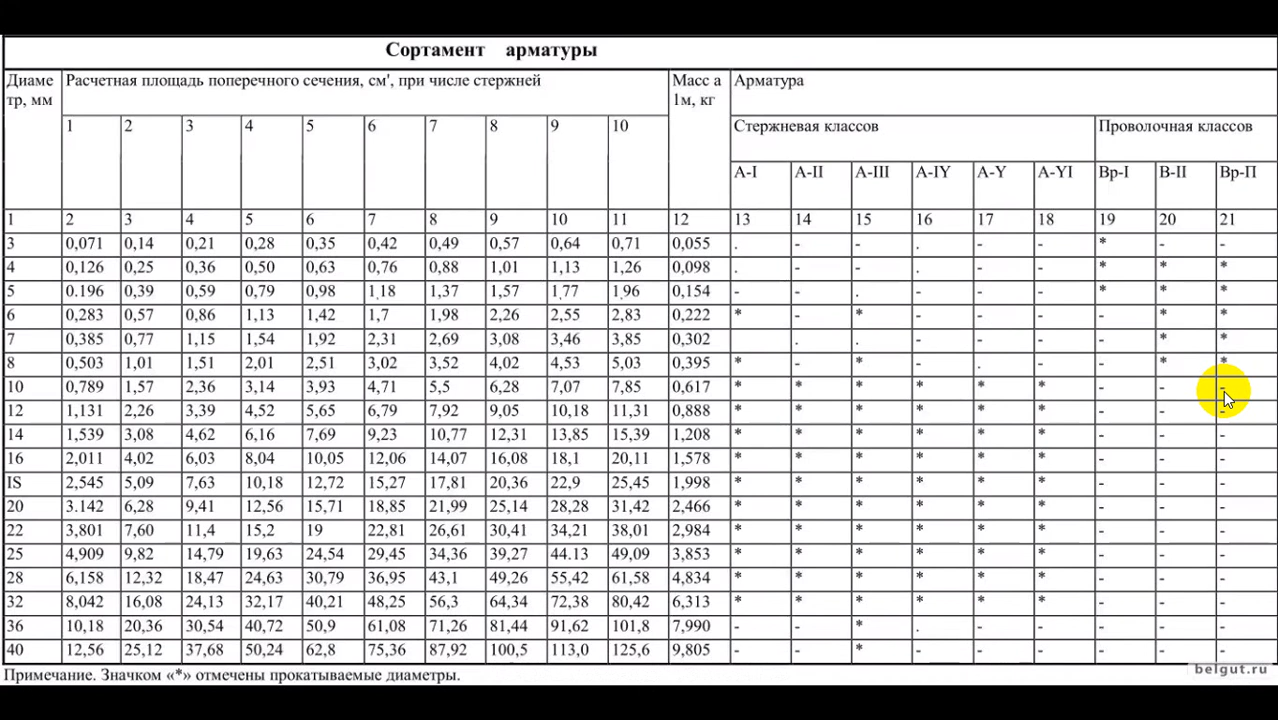 Сортамент арматуры
Диаме Расчетная площадь поперечного сечения, см', при числе стержней Масс а Арматура
тр, мм 1м, кг
1 2 3 4 5 6 7 8 9 10 Стержневая классов Проволочная классов
A-I A-II A-III A-IY A-Y A-YI Вр-I В-II Вр-П
1 2 3 4 5 6 7 8 9 10 11 12 13 14 15 16 17 18 19 20 21
3 0,071 0,14 0,21 0,28 0,35 0,42 0,49 0,57 0,64 0,71 0,055 . - - . - - * - -
4 0,126 0,25 0,36 0,50 0,63 0,76 0,88 1,01 1,13 1,26 0,098 . - - . - - * * *
5 0.196 0,39 0,59 0,79 0,98 1,18 1,37 1,57 1,77 1,96 0,154 - - . - - - * * *
6 0,283 0,57 0,86 1,13 1,42 1,7 1,98 2,26 2,55 2,83 0,222 * - * - - - - * *
7 0,385 0,77 1,15 1,54 1,92 2,31 2,69 3,08 3,46 3,85 0,302 . . - - - - * *
8 0,503 1,01 1,51 2,01 2,51 3,02 3,52 4,02 4,53 5,03 0,395 * - * - . - - * *
10 0,789 1,57 2,36 3,14 3,93 4,71 5,5 6,28 7,07 7,85 0,617 * * * * * * - - -
12 1,131 2,26 3,39 4,52 5,65 6,79 7,92 9,05 10,18 11,31 0,888 * * * * * * - - -
14 1,539 3,08 4,62 6,16 7,69 9,23 10,77 12,31 13,85 15,39 1,208 * * * * * * - - -
16 2,011 4,02 6,03 8,04 10,05 12,06 14,07 16,08 18,1 20,11 1,578 * * * * * * - - -
IS 2,545 5,09 7,63 10,18 12,72 15,27 17,81 20,36 22,9 25,45 1,998 * * * * * * - - -
20 3.142 6,28 9,41 12,56 15,71 18,85 21,99 25,14 28,28 31,42 2,466 * * * * * * - - -
22 3,801 7,60 11,4 15,2 19 22,81 26,61 30,41 34,21 38,01 2,984 * * * * * * - - -
25 4,909 9,82 14,79 19,63 24,54 29,45 34,36 39,27 44.13 49,09 3,853 * * * * * * - - -
28 6,158 12,32 18,47 24,63 30,79 36,95 43,1 49,26 55,42 61,58 4,834 * * * * * * - - -
32 8,042 16,08 24,13 32,17 40,21 48,25 56,3 64,34 72,38 80,42 6,313 * * * * * * - - -
36 10,18 20,36 30,54 40,72 50,9 61,08 71,26 81,44 91,62 101,8 7,990 - - * . - - - - -
40 12,56 25,12 37,68 50,24 62,8 75,36 87,92 100,5 113,0 125,6 9,805 - - * - - - - - -
Примечание. Значком «*» отмечены прокатываемые диаметры.
belgut.ru